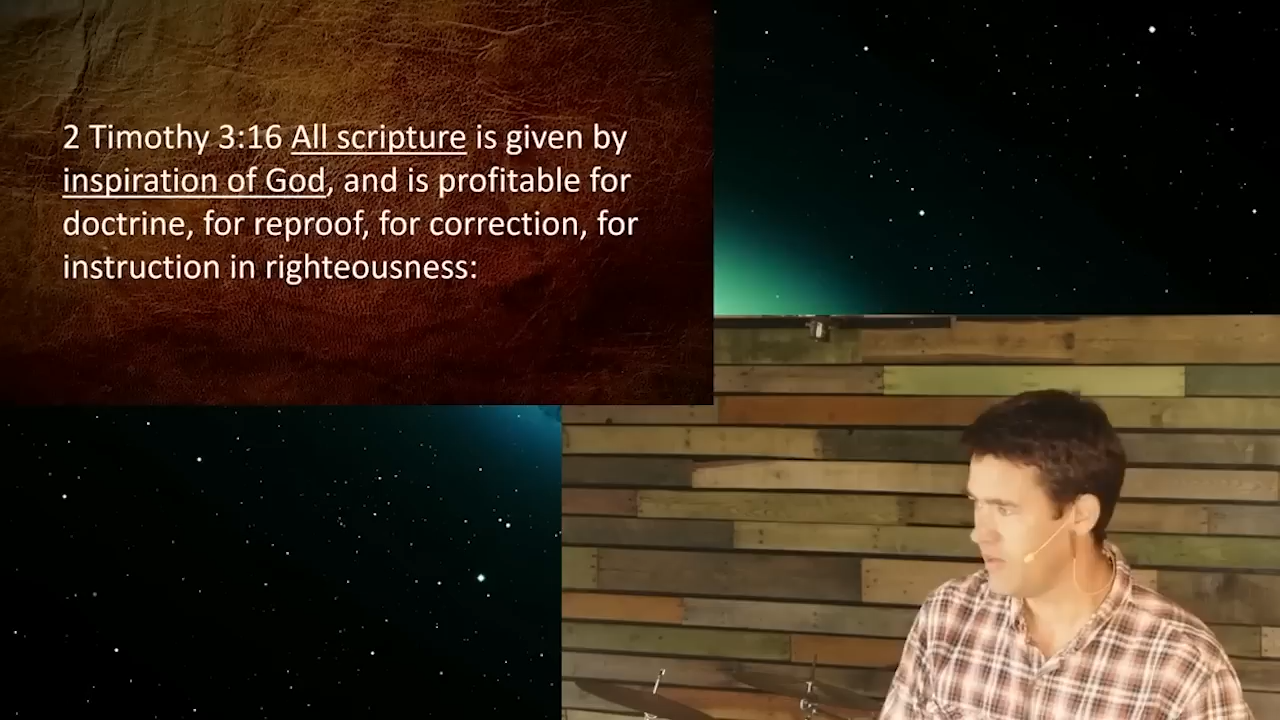 2 Timothy 3:16 All scripture is given by
inspiration of God, and is profitable for
doctrine, for reproof, for correction, for
instruction in righteousness: